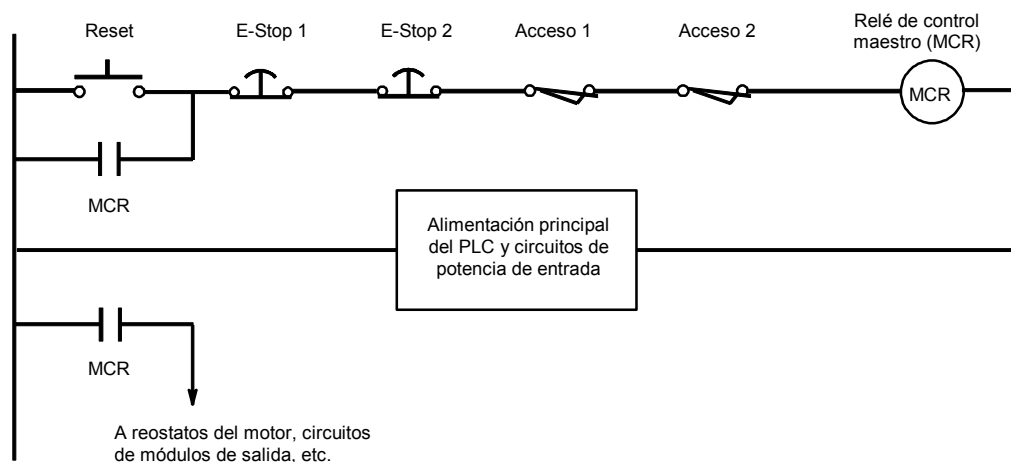 Reset
E-Stop 1
E-Stop 2
Acceso 1
Acceso 2
Relé de control
maestro (MCR)
MCR
MCR
Alimentación principal
del PLC y circuitos de
potencia de entrada
MCR
A reostatos del motor, circuitos
de módulos de salida, etc.